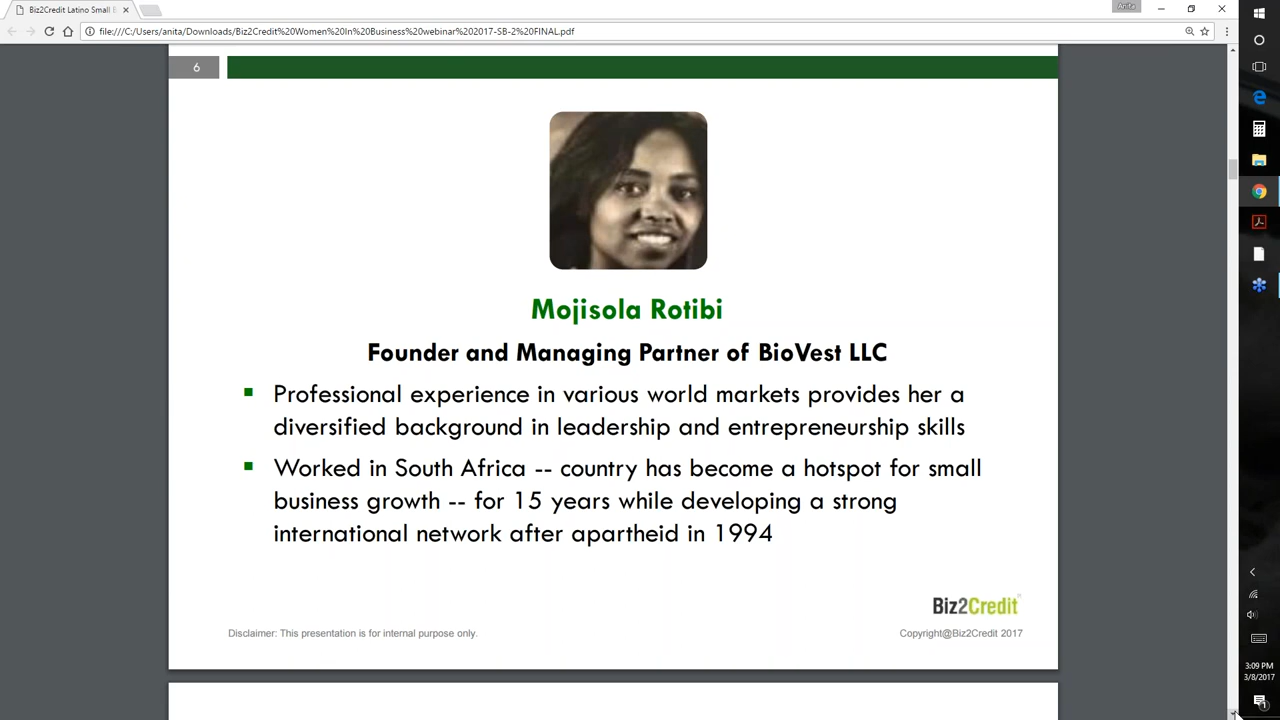 Biz2Credit Latino Small B
Anita
file:///C:/Users/anita/Downloads/Biz2Credit%20Women%20In%20Business%20webinar%202017-SB-2%20FINAL.pdf
6
Mojisola Rotibi
Founder and Managing Partner of BioVest LLC
Professional experience in various world markets provides her a
diversified background in leadership and entrepreneurship skills
Worked in South Africa -- country has become a hotspot for small
business growth -- for 15 years while developing a strong
international network after apartheid in 1994
Biz2Credit
Disclaimer: This presentation is for internal purpose only.
Copyright@Biz2Credit 2017
3:09 PM
3/8/2017
1